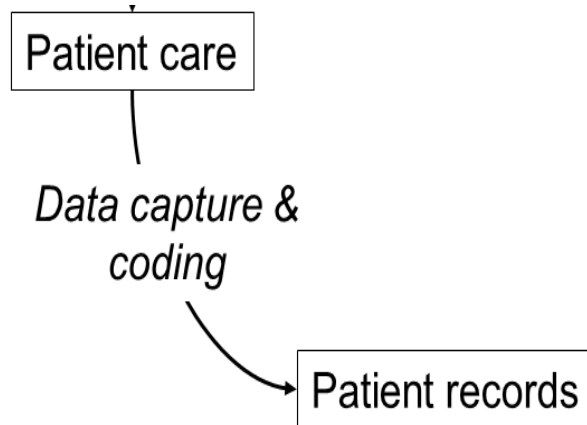 Patient care
Data capture &
coding
Patient records